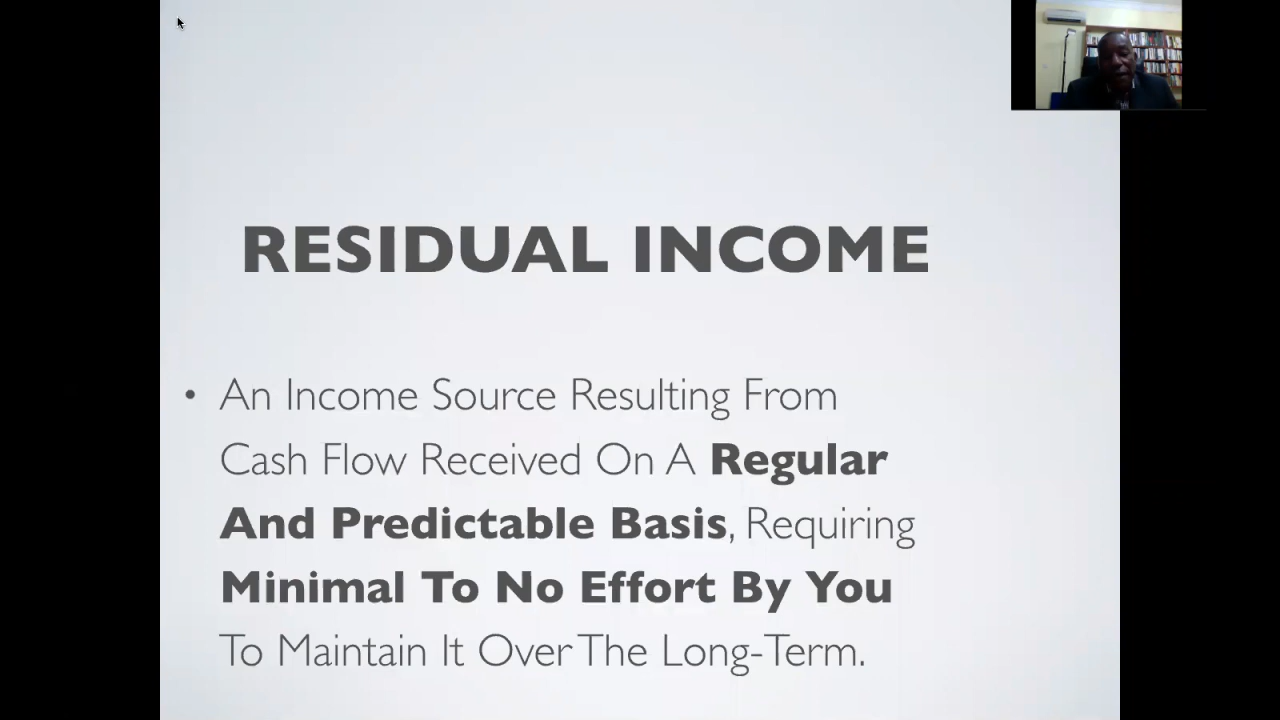 RESIDUAL INCOME
• An Income Source Resulting From
Cash Flow Received On A Regular
And Predictable Basis, Requiring
Minimal To No Effort By You
To Maintain It Over The Long-Term.